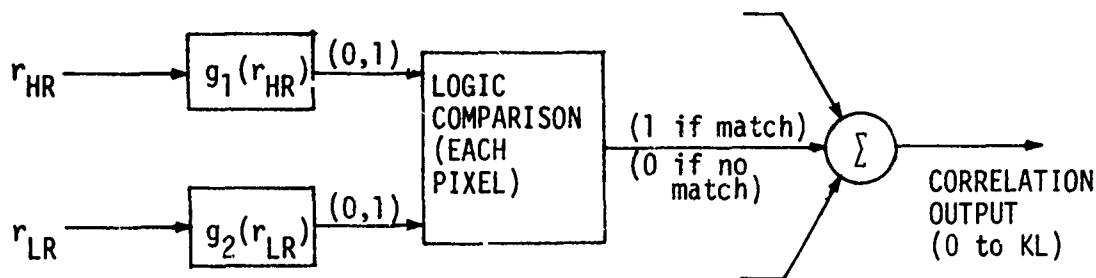 r_HR
g_1(r_HR)
(0,1)
LOGIC
COMPARISON
(EACH
PIXEL)
(1 if match)
(0 if no
match)
Σ
CORRELATION
OUTPUT
(0 to KL)
r_LR
g_2(r_LR)
(0,1)